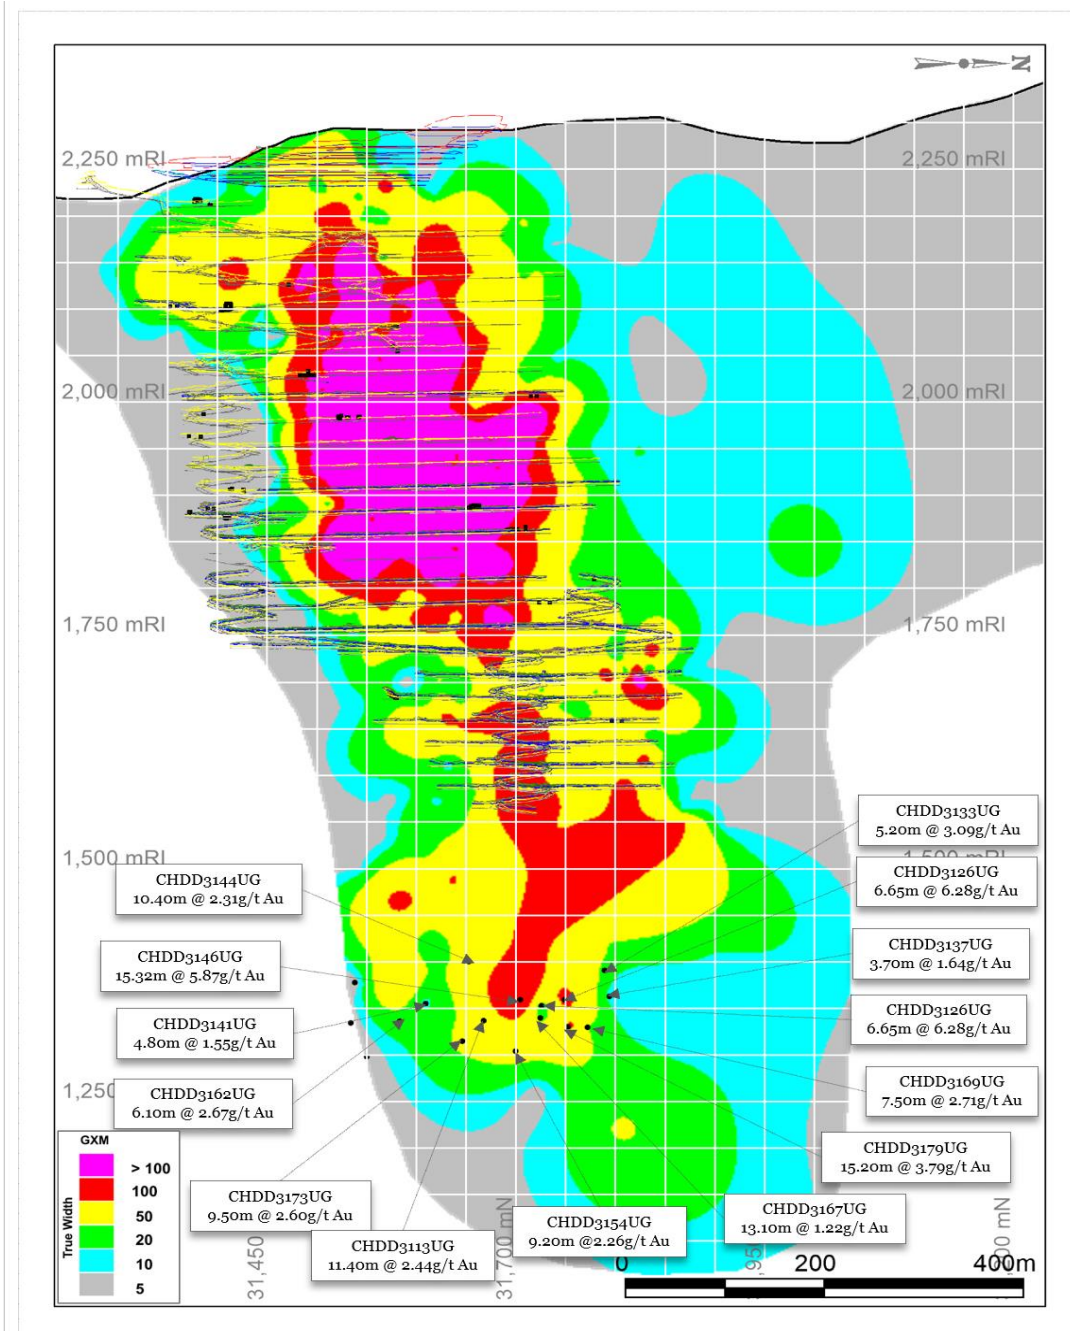 N
2,250 mRl
2,250 mRl
2,000 mRl
2,000 mRl
1,750 mRl
1,750 mRl
CHDD3133UG
5.20m @ 3.09g/t Au
1,500 mRl
CHDD3144UG
10.40m @ 2.31g/t Au
CHDD3126UG
6.65m @ 6.28g/t Au
CHDD3146UG
15.32m @ 5.87g/t Au
CHDD3137UG
3.70m @ 1.64g/t Au
CHDD3141UG
4.80m @ 1.55g/t Au
CHDD3126UG
6.65m @ 6.28g/t Au
CHDD3162UG
6.10m @ 2.67g/t Au
CHDD3169UG
7.50m @ 2.71g/t Au
1,250
CHDD3179UG
15.20m @ 3.79g/t Au
CHDD3173UG
9.50m @ 2.60g/t Au
CHDD3113UG
11.40m @ 2.44g/t Au
CHDD3154UG
9.20m @2.26g/t Au
CHDD3167UG
13.10m @ 1.22g/t Au
GXM
True Width
> 100
100
50
20
10
5
31,450
31,700 mN
mN
0 200 400m